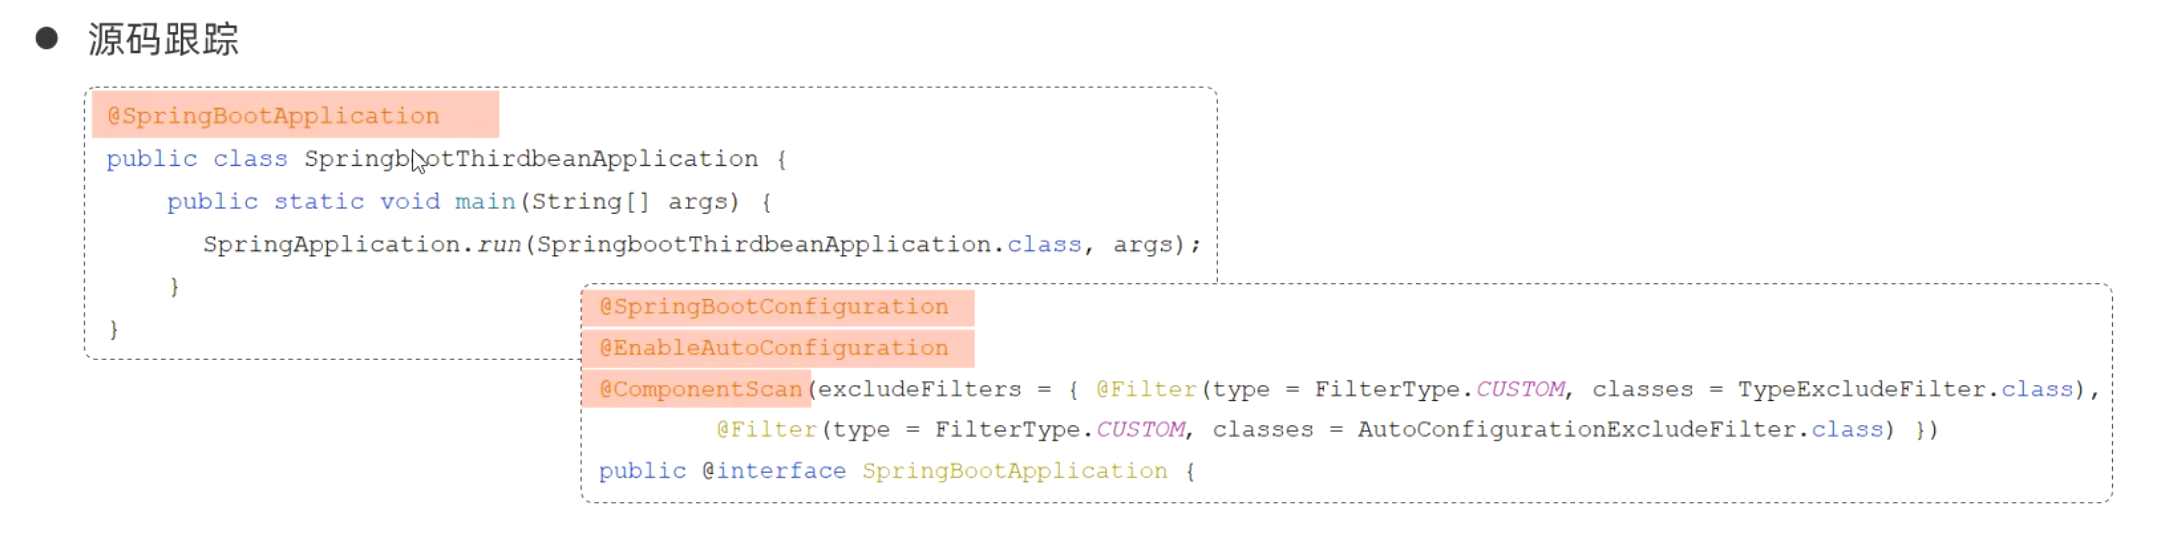 ● 源码跟踪
@SpringBootApplication
public class SpringbootThirdbeanApplication {
public static void main(String[] args) {
SpringApplication.run(SpringbootThirdbeanApplication.class, args);
}
}
@SpringBootConfiguration
@EnableAutoConfiguration
@ComponentScan(excludeFilters = { @Filter(type = FilterType.CUSTOM, classes = TypeExcludeFilter.class),
@Filter(type = FilterType.CUSTOM, classes = AutoConfigurationExcludeFilter.class) })
public @interface SpringBootApplication {